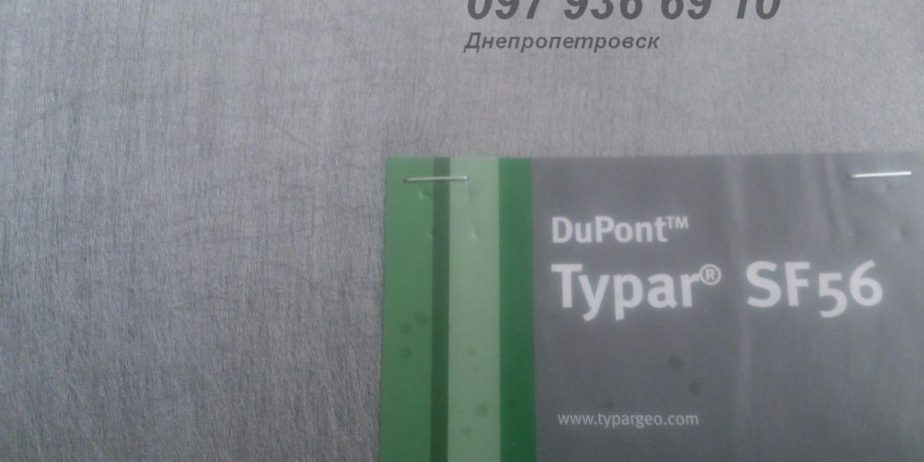 097 936 69 10
Днепропетровск
DuPont™
Typar® SF56
www.typargeo.com